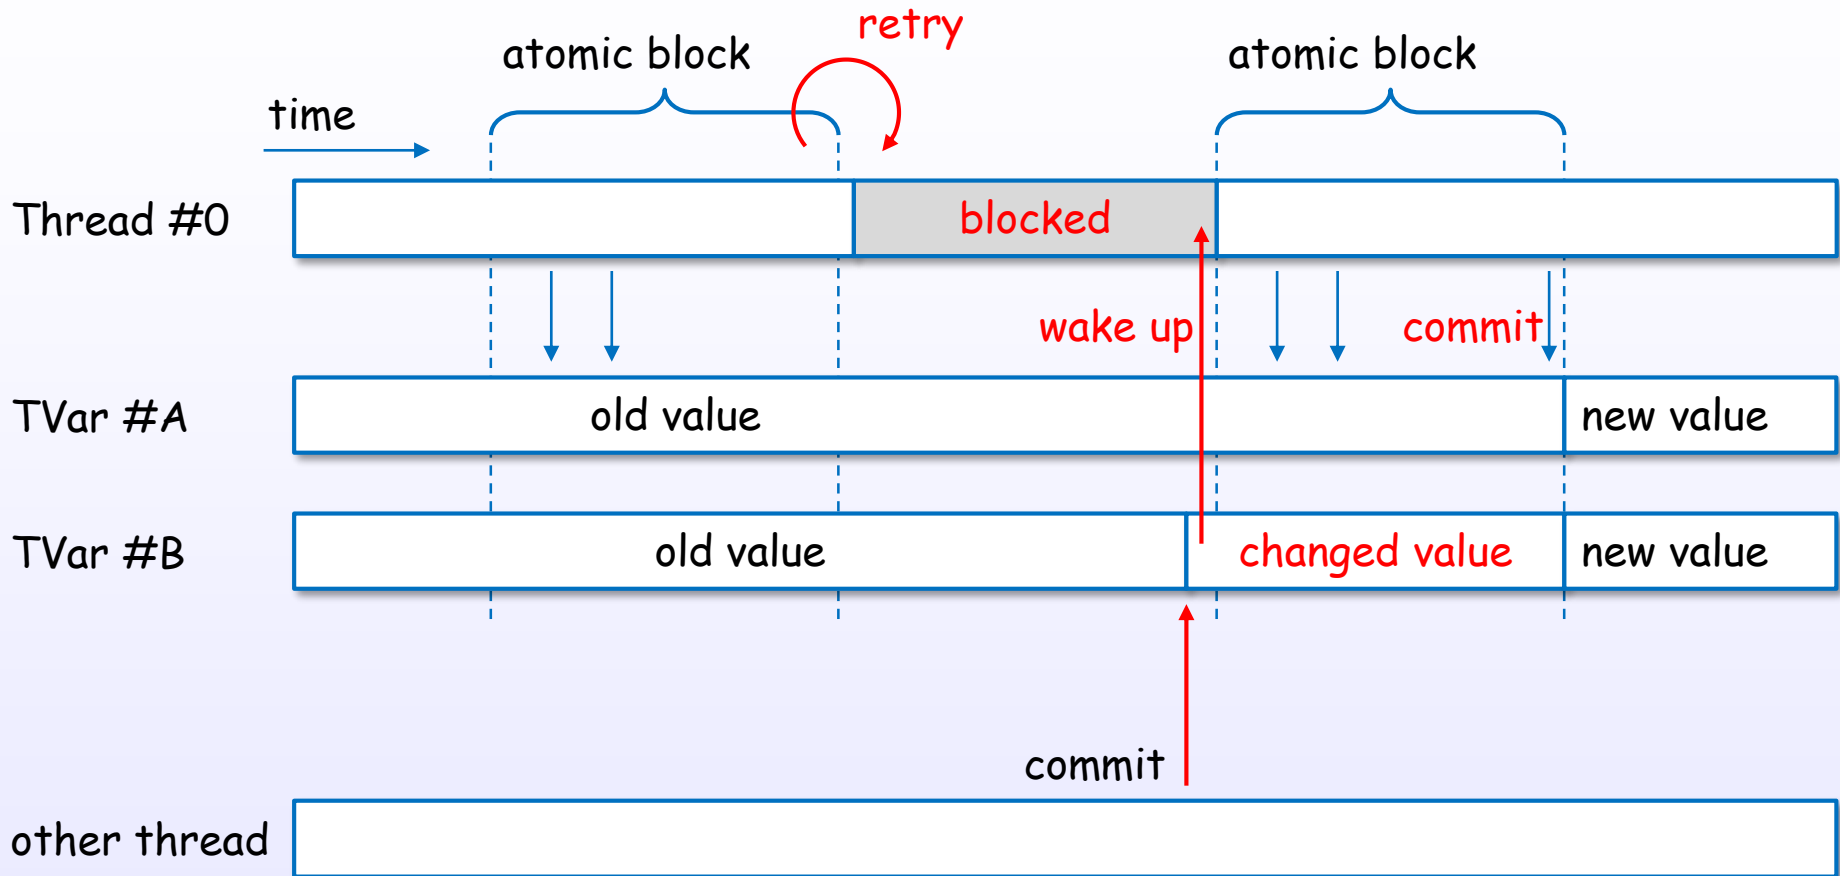 retry
atomic block
atomic block
time
Thread #0
blocked
wake up
commit
TVar #A
old value
new value
TVar #B
old value
changed value
new value
commit
other thread